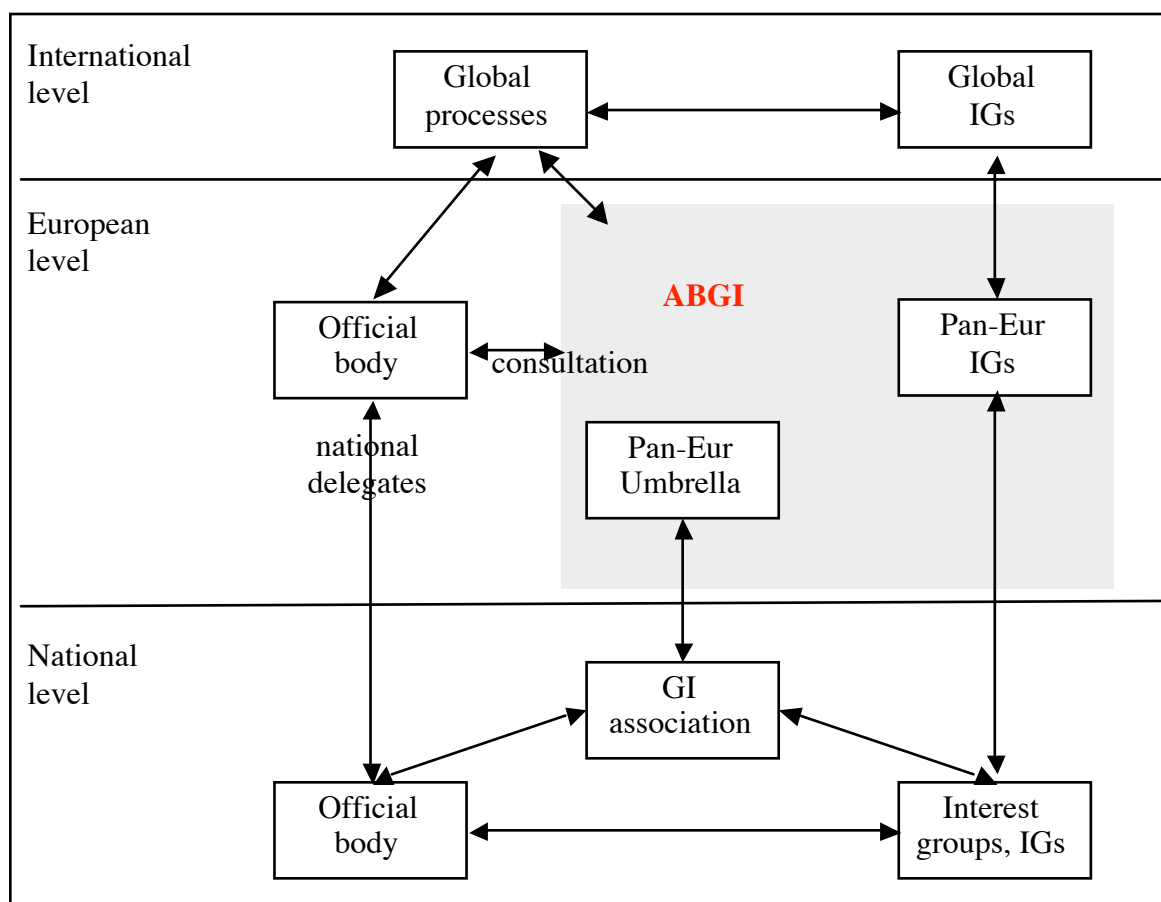 International
level
Global
processes
Global
IGs
European
level
ABGI
Official
body
consultation
Pan-Eur
IGs
national
delegates
Pan-Eur
Umbrella
National
level
GI
association
Official
body
Interest
groups, IGs